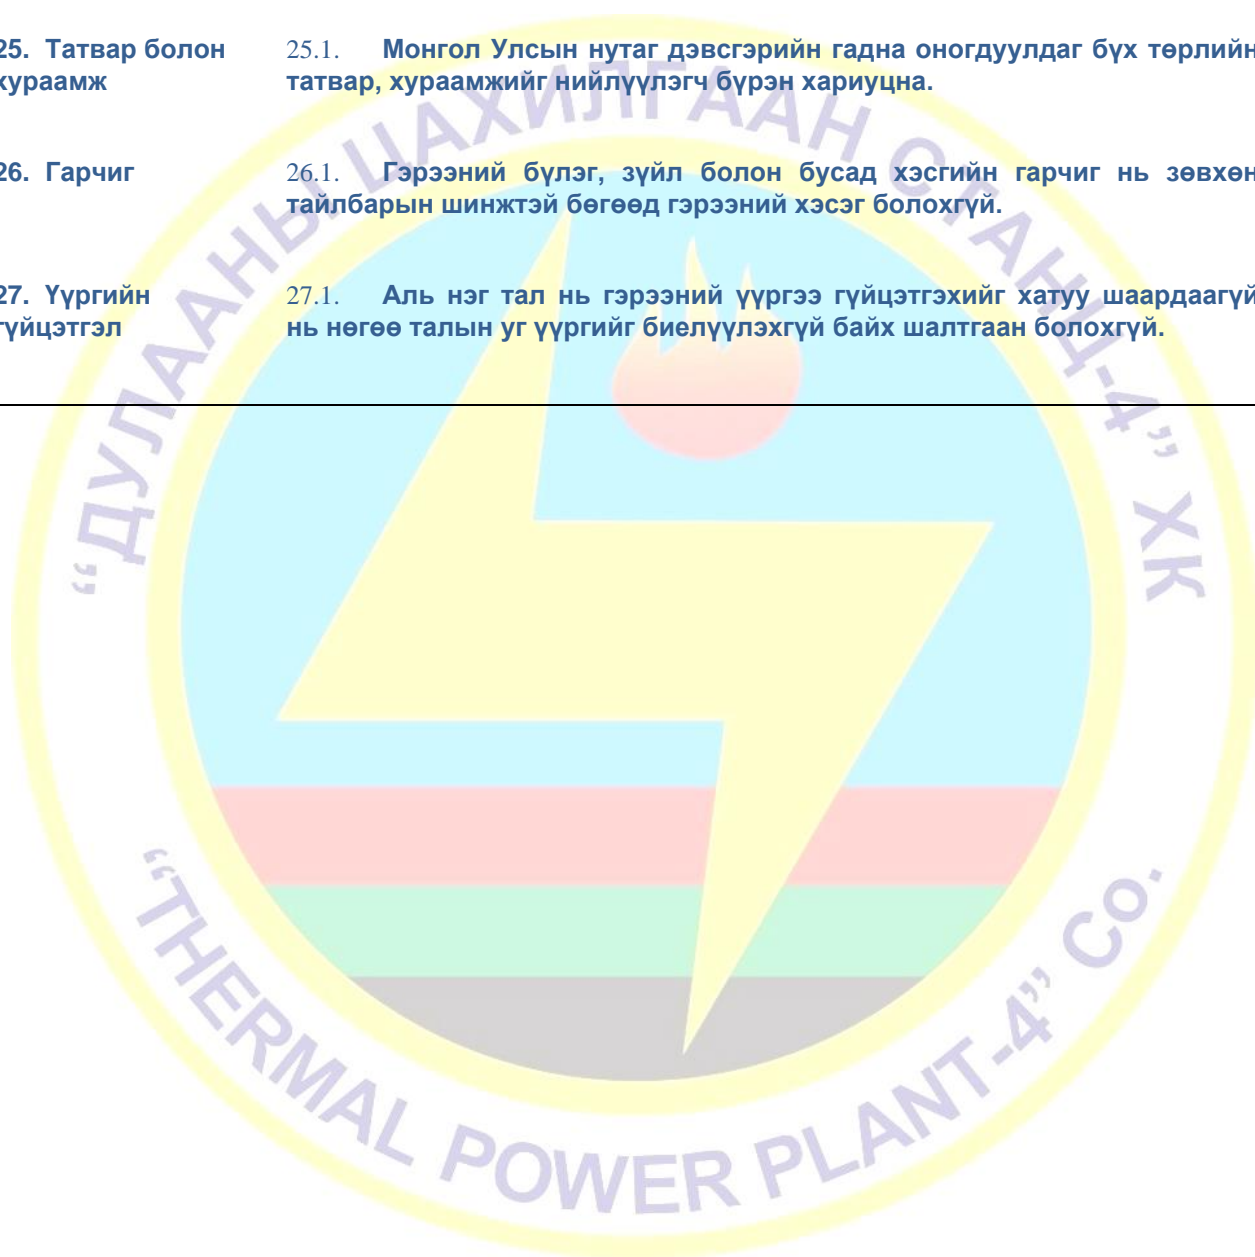 25. Татвар болон хураамж
25.1. Монгол Улсын нутаг дэвсгэрийн гадна оногдуулдаг бүх төрлийн
татвар, хураамжийг нийлүүлэгч бүрэн хариуцна.
26. Гарчиг
26.1. Гэрээний бүлэг, зүйл болон бусад хэсгийн гарчиг нь зөвхөн
тайлбарын шинжтэй бөгөөд гэрээний хэсэг болохгүй.
27. Үүргийн гүйцэтгэл
27.1. Аль нэг тал нь гэрээний үүргээ гүйцэтгэхийг хатуу шаардаагүй
нь нөгөө талын уг үүргийг биелүүлэхгүй байх шалтгаан болохгүй.
“ДУЛААНЫ ЦАХИЛГААН СТАНЦ-4” ХК
“THERMAL POWER PLANT-4” Co.